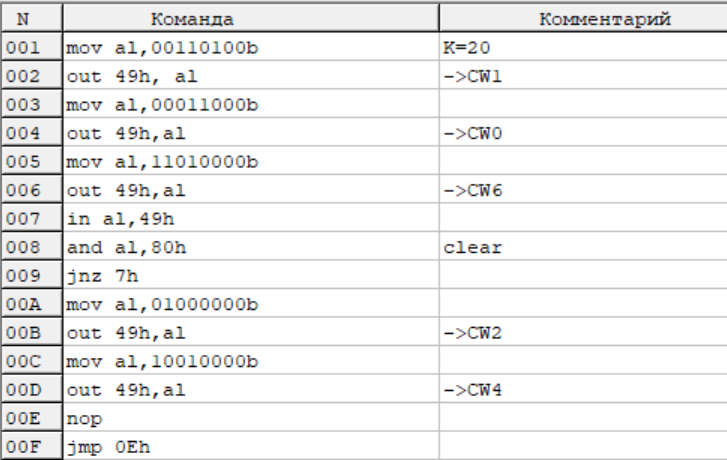 N Команда Комментарий
001 mov al,00110100b K=20
002 out 49h, al ->CW1
003 mov al,00011000b
004 out 49h,al ->CW0
005 mov al,11010000b
006 out 49h,al ->CW6
007 in al,49h
008 and al,80h clear
009 jnz 7h
00A mov al,01000000b
00B out 49h,al ->CW2
00C mov al,10010000b
00D out 49h,al ->CW4
00E nop
00F jmp 0Eh